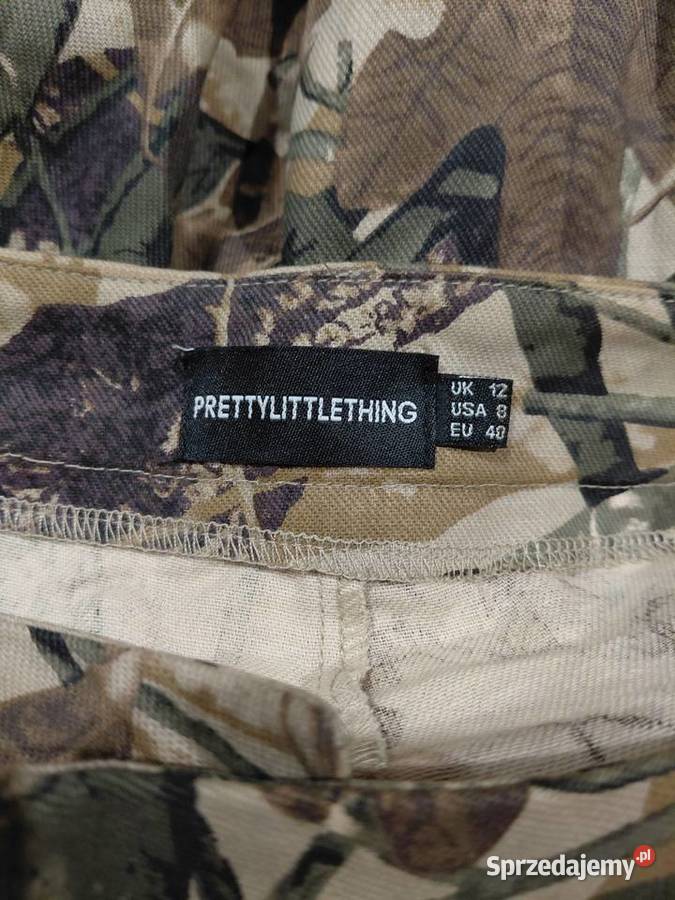 PRETTYLITTLETHING
UK 12
USA 8
EU 40
Sprzedajemy.pl